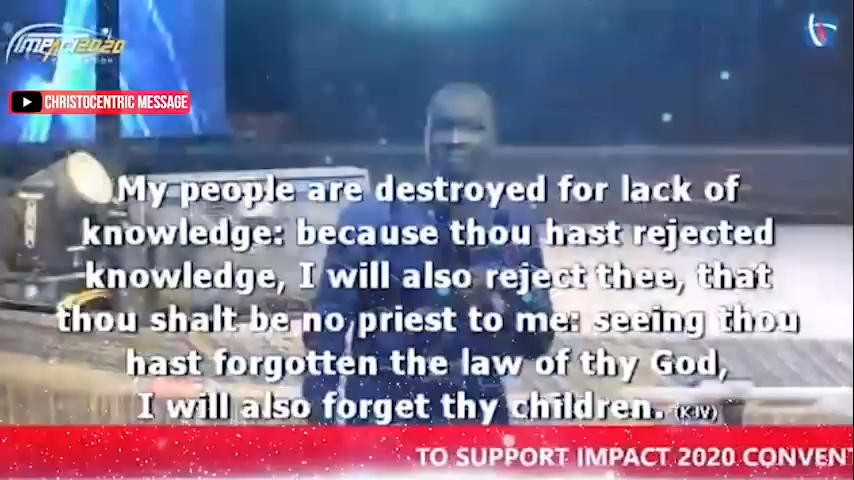 IMPACT2020
CHRISTOCENTRIC MESSAGE
My people are destroyed for lack of
knowledge: because thou hast rejected
knowledge, I will also reject thee, that
thou shalt be no priest to me: seeing thou
hast forgotten the law of thy God,
I will also forget thy children. (KJV)
TO SUPPORT IMPACT 2020 CONVENT